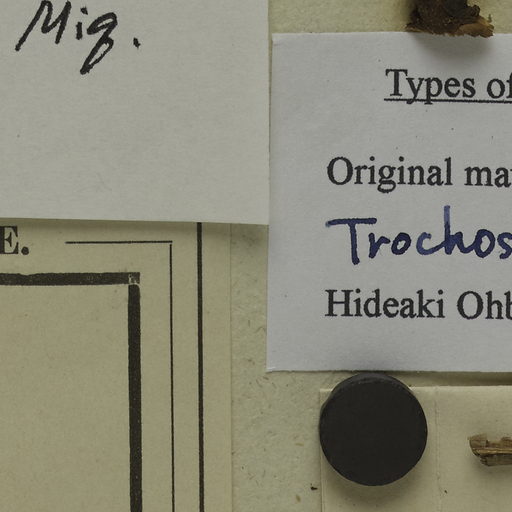 Miq.
E.
Types of
Original ma
Trochos
Hideaki Ohb